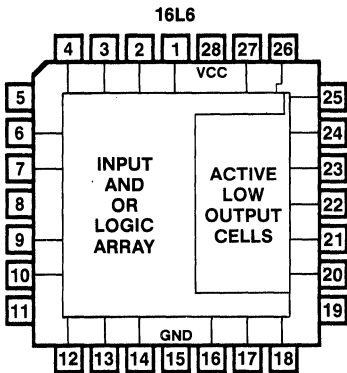 16L6
4 3 2 1 28 27 26
VCC
5 25
6 24
7 23
8 22
9 21
10 20
11 19
INPUT
AND
OR
LOGIC
ARRAY
ACTIVE
LOW
OUTPUT
CELLS
GND
12 13 14 15 16 17 18